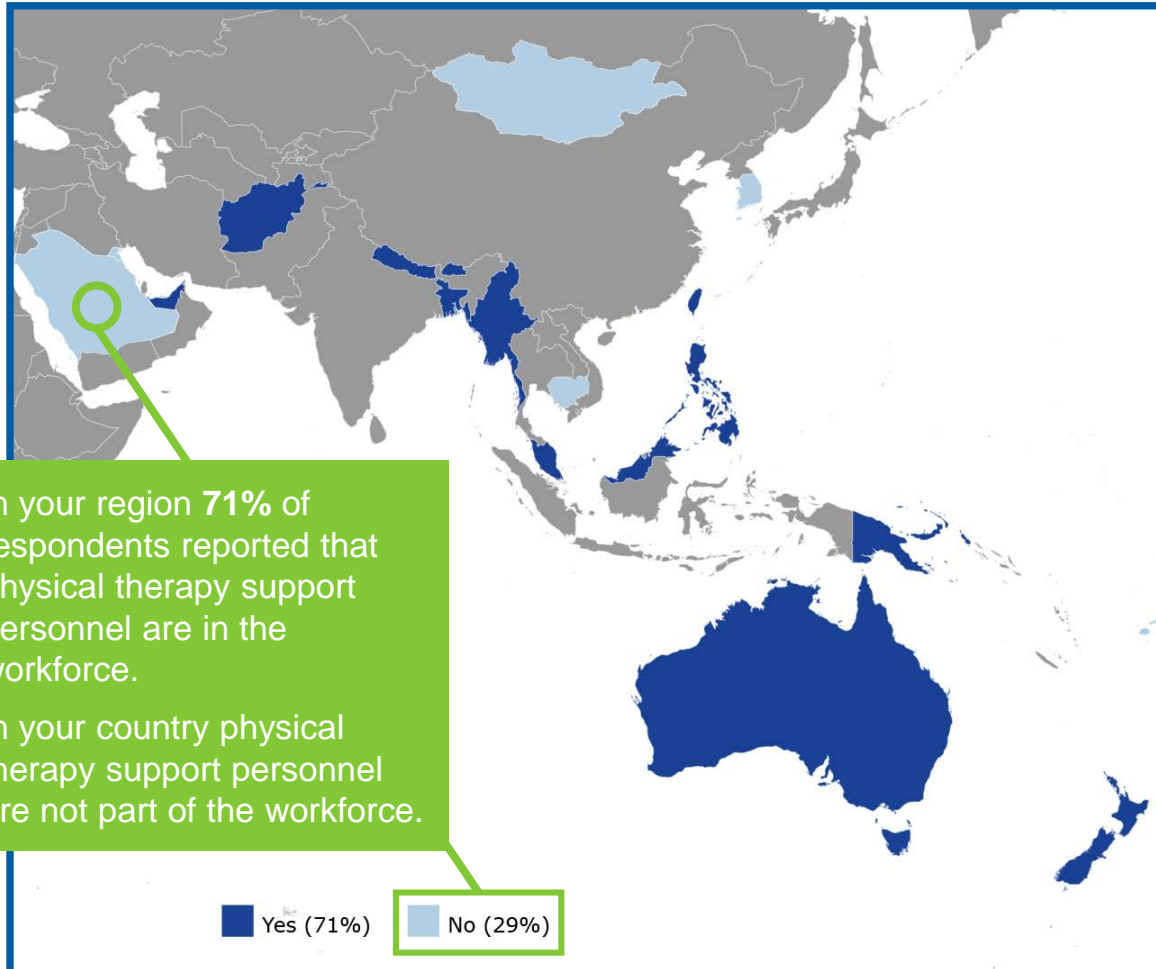 n your region 71% of
espondents reported that
hysical therapy support
ersonnel are in the
workforce.
n your country physical
herapy support personnel
re not part of the workforce.
Yes (71%) No (29%)